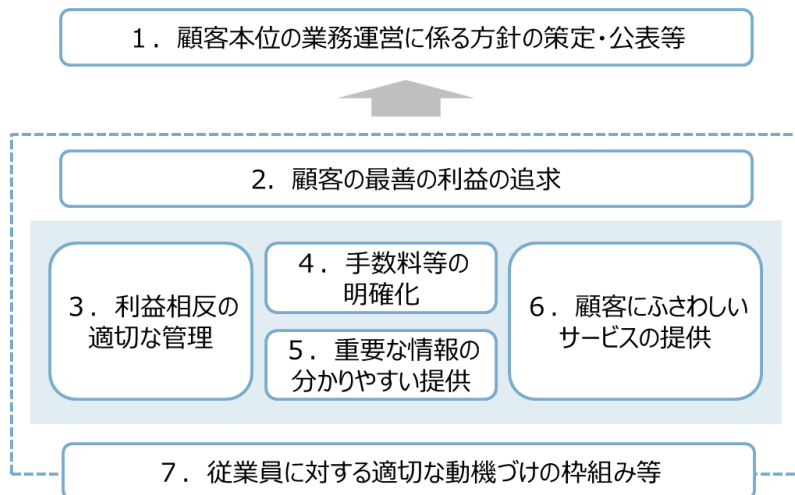 １．顧客本位の業務運営に係る方針の策定・公表等
2．顧客の最善の利益の追求
３．利益相反の
適切な管理
４．手数料等の
明確化
５．重要な情報の
分かりやすい提供
６．顧客にふさわしい
サービスの提供
７．従業員に対する適切な動機づけの枠組み等